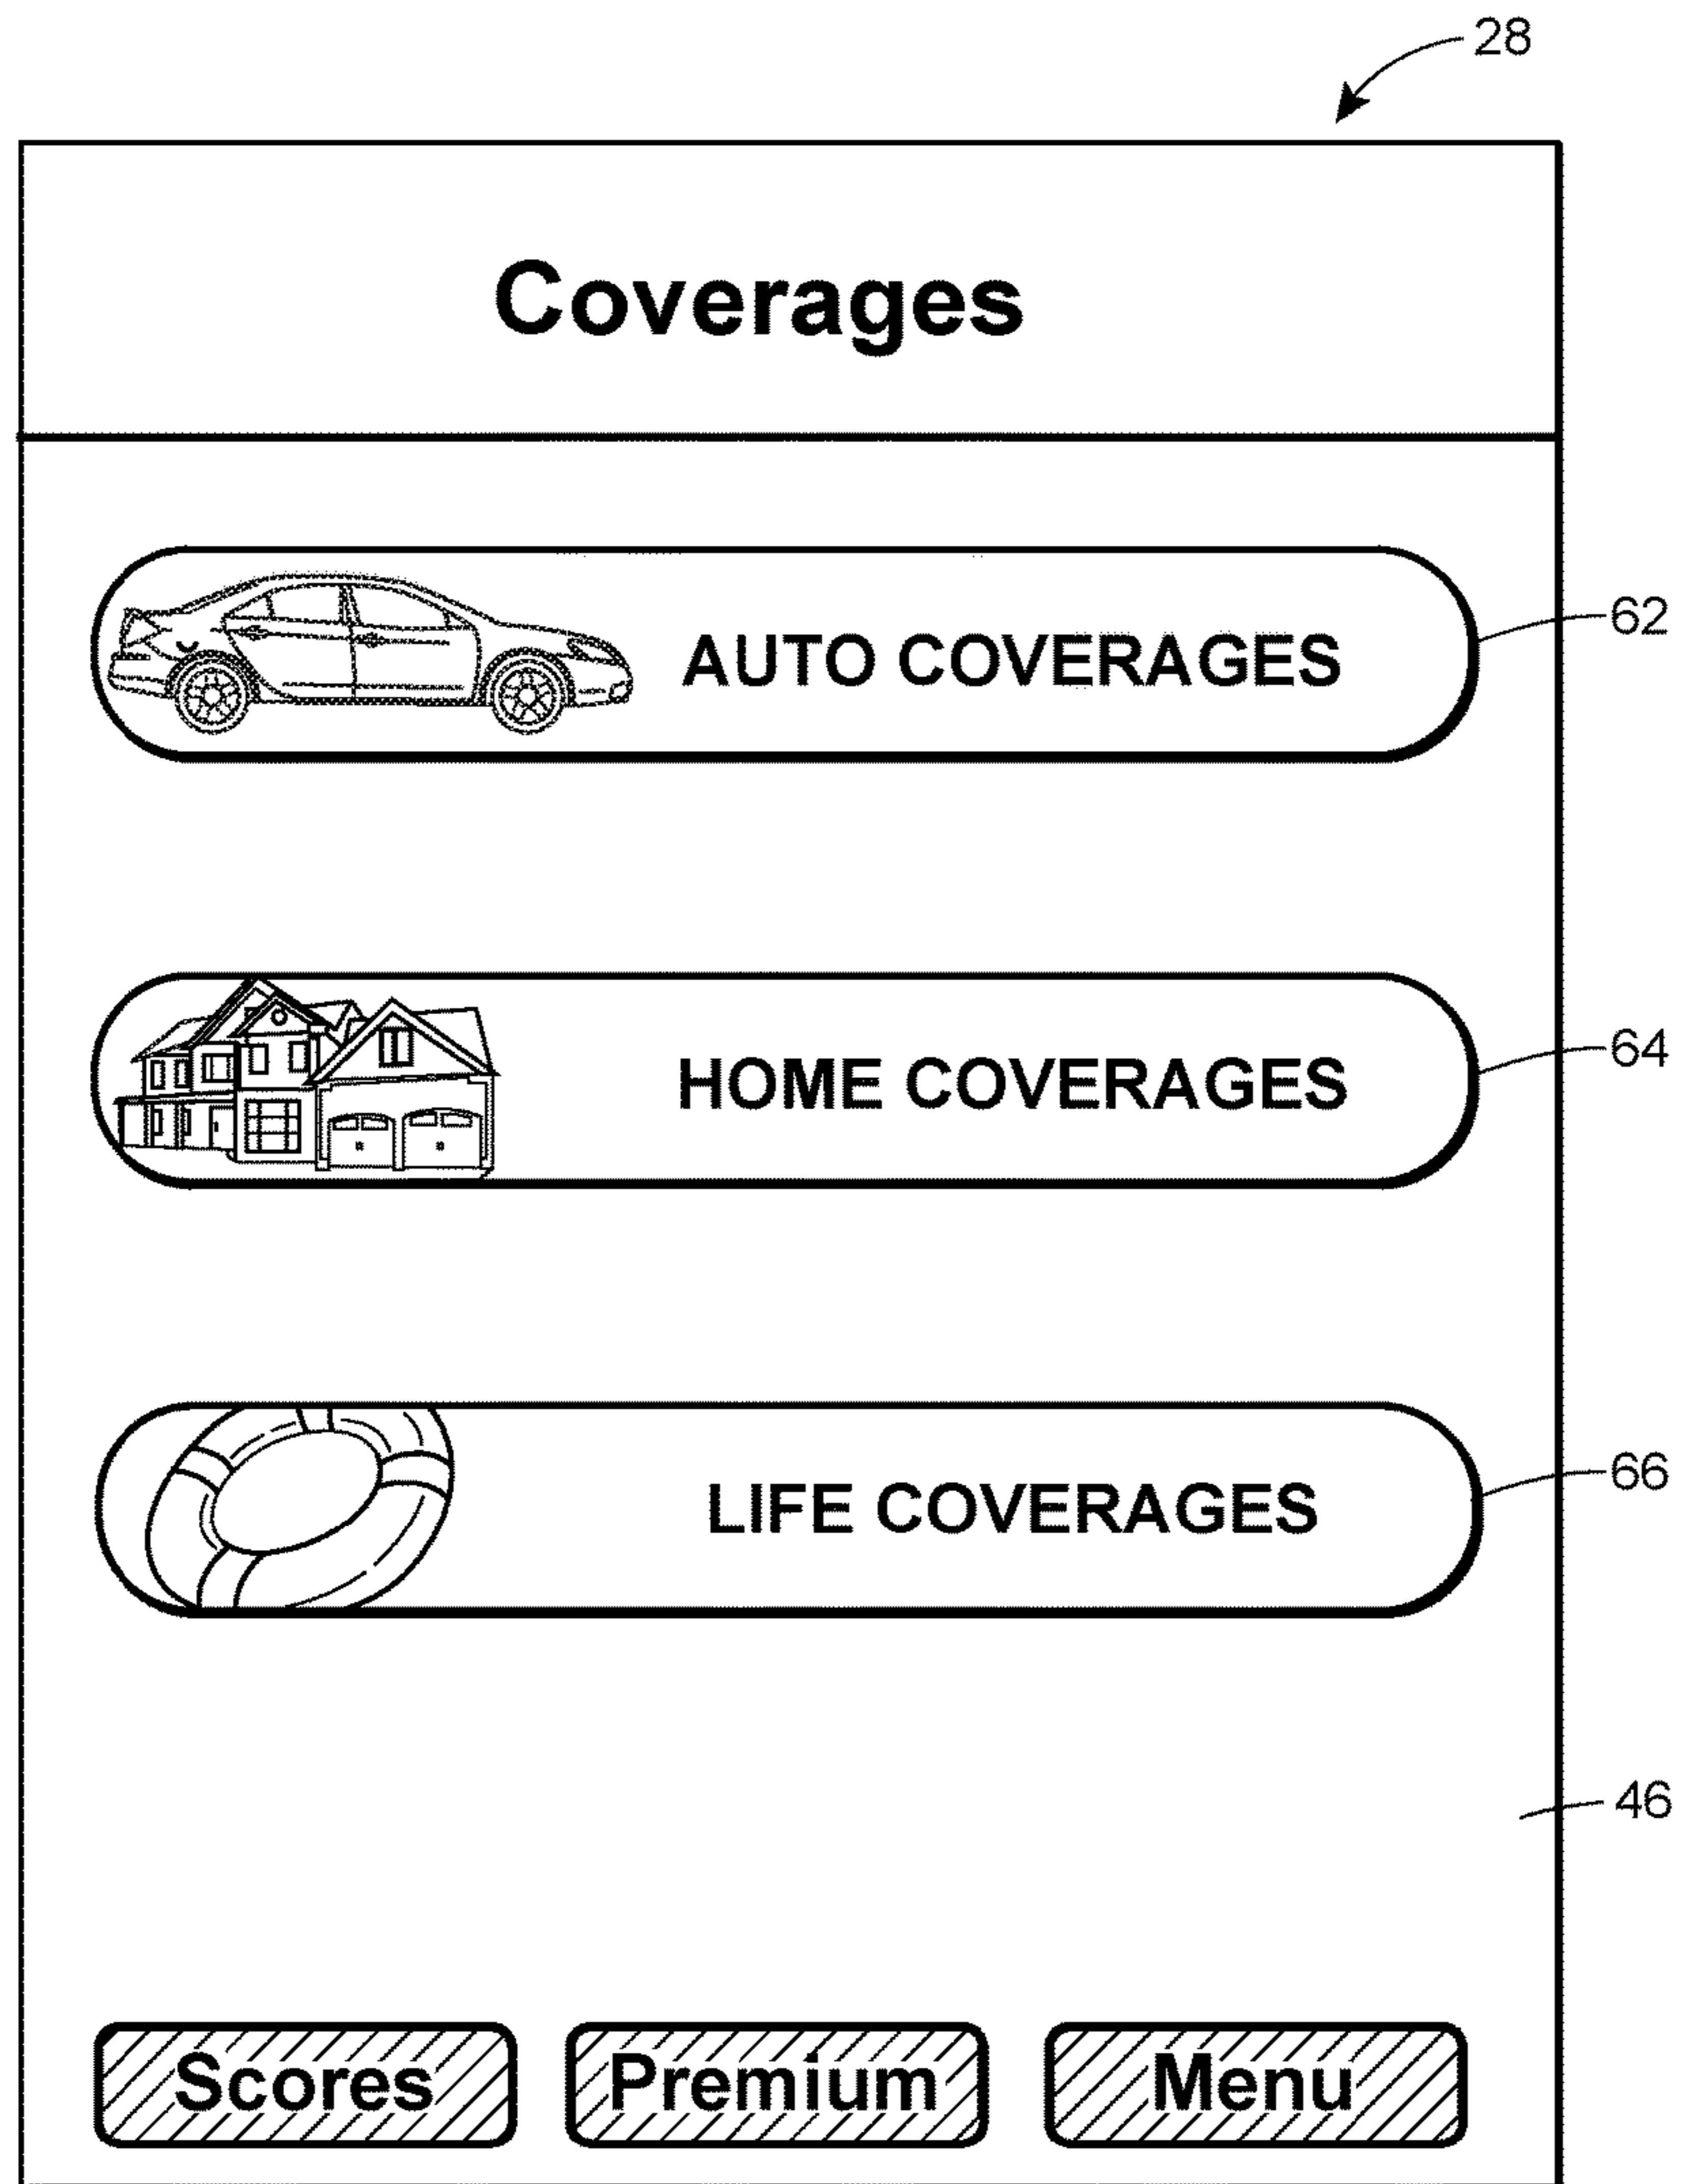 28
Coverages
AUTO COVERAGES
62
HOME COVERAGES
64
LIFE COVERAGES
66
46
Scores Premium Menu